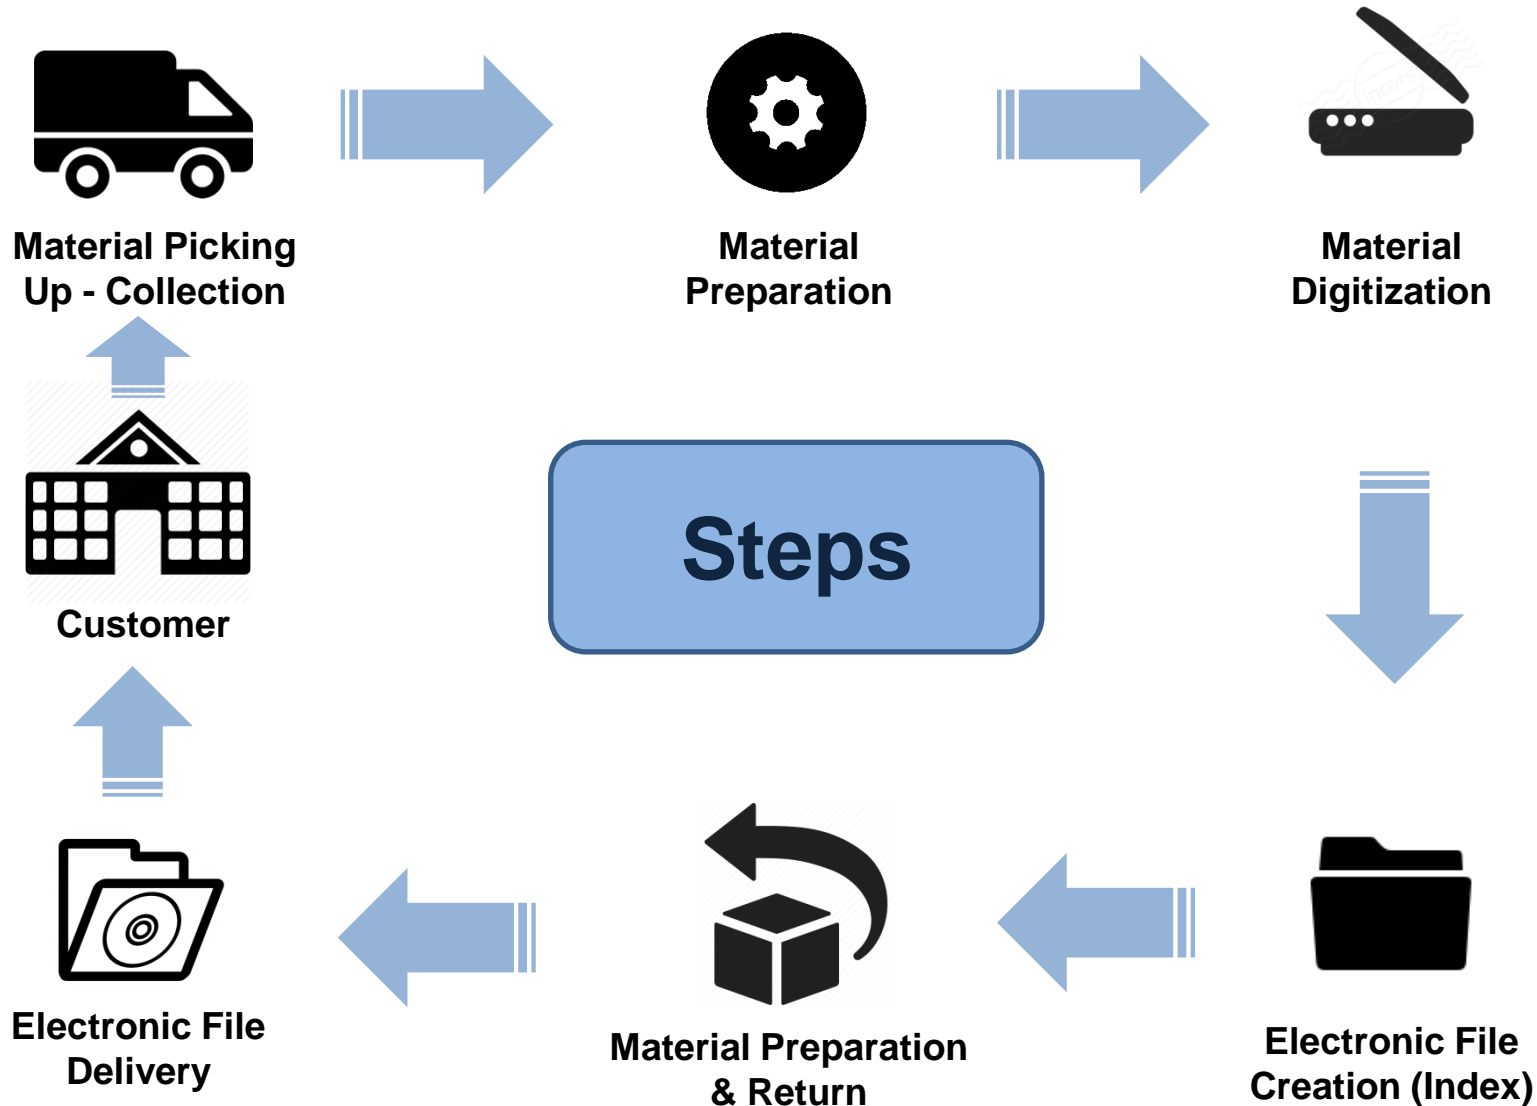 Material Picking
Up - Collection
Material
Preparation
Material
Digitization
Customer
Steps
Electronic File
Delivery
Material Preparation
& Return
Electronic File
Creation (Index)